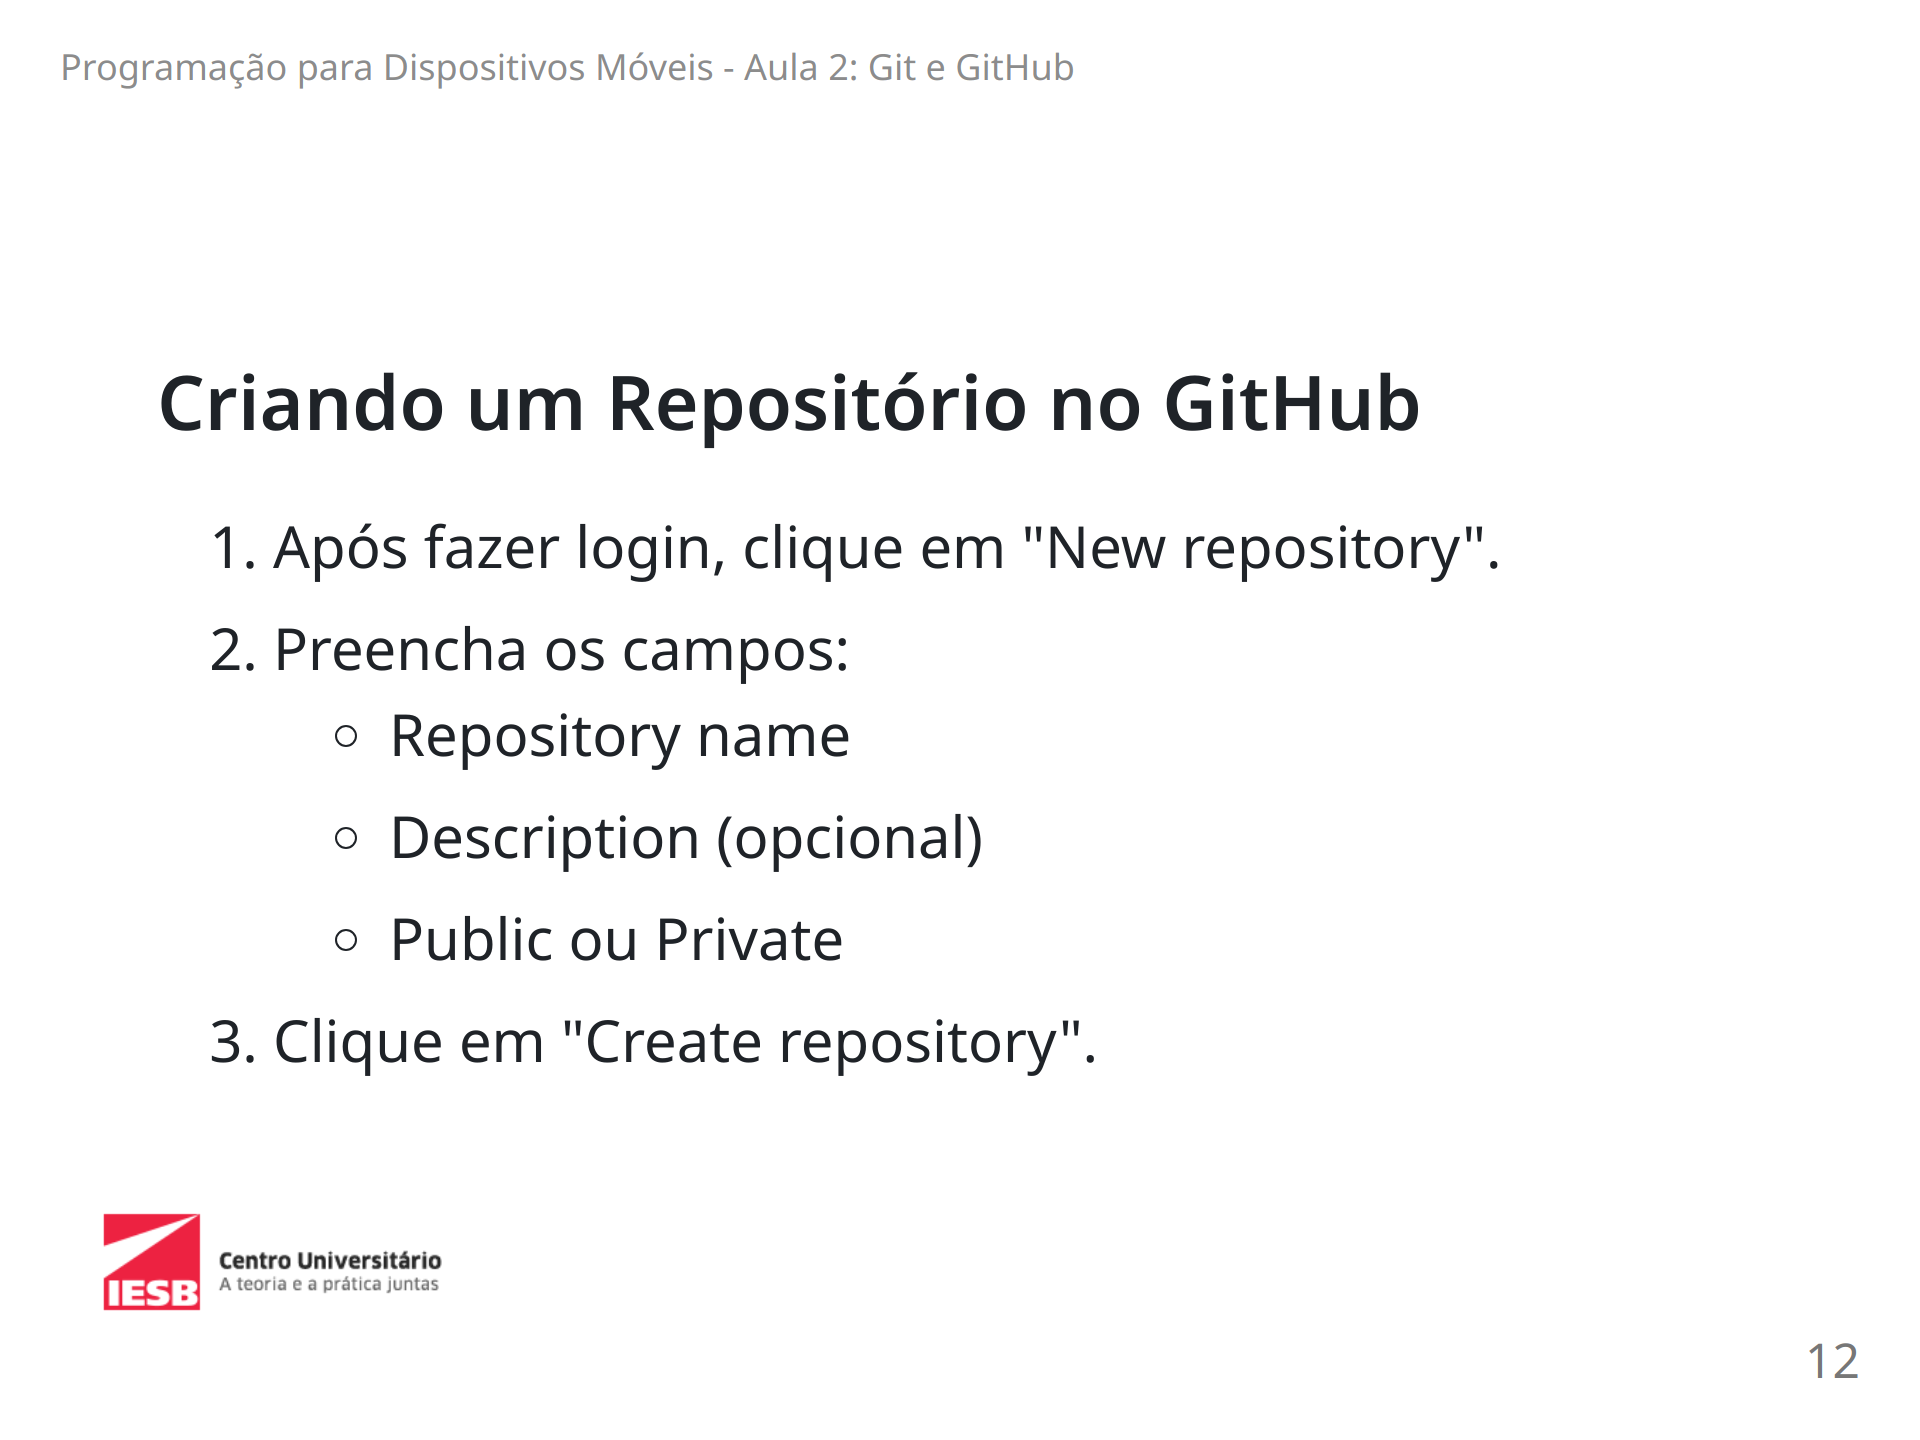 Programação para Dispositivos Móveis - Aula 2: Git e GitHub
Criando um Repositório no GitHub
1. Após fazer login, clique em "New repository".
2. Preencha os campos:
○ Repository name
○ Description (opcional)
○ Public ou Private
3. Clique em "Create repository".
IESB
Centro Universitário
A teoria e a prática juntas
12